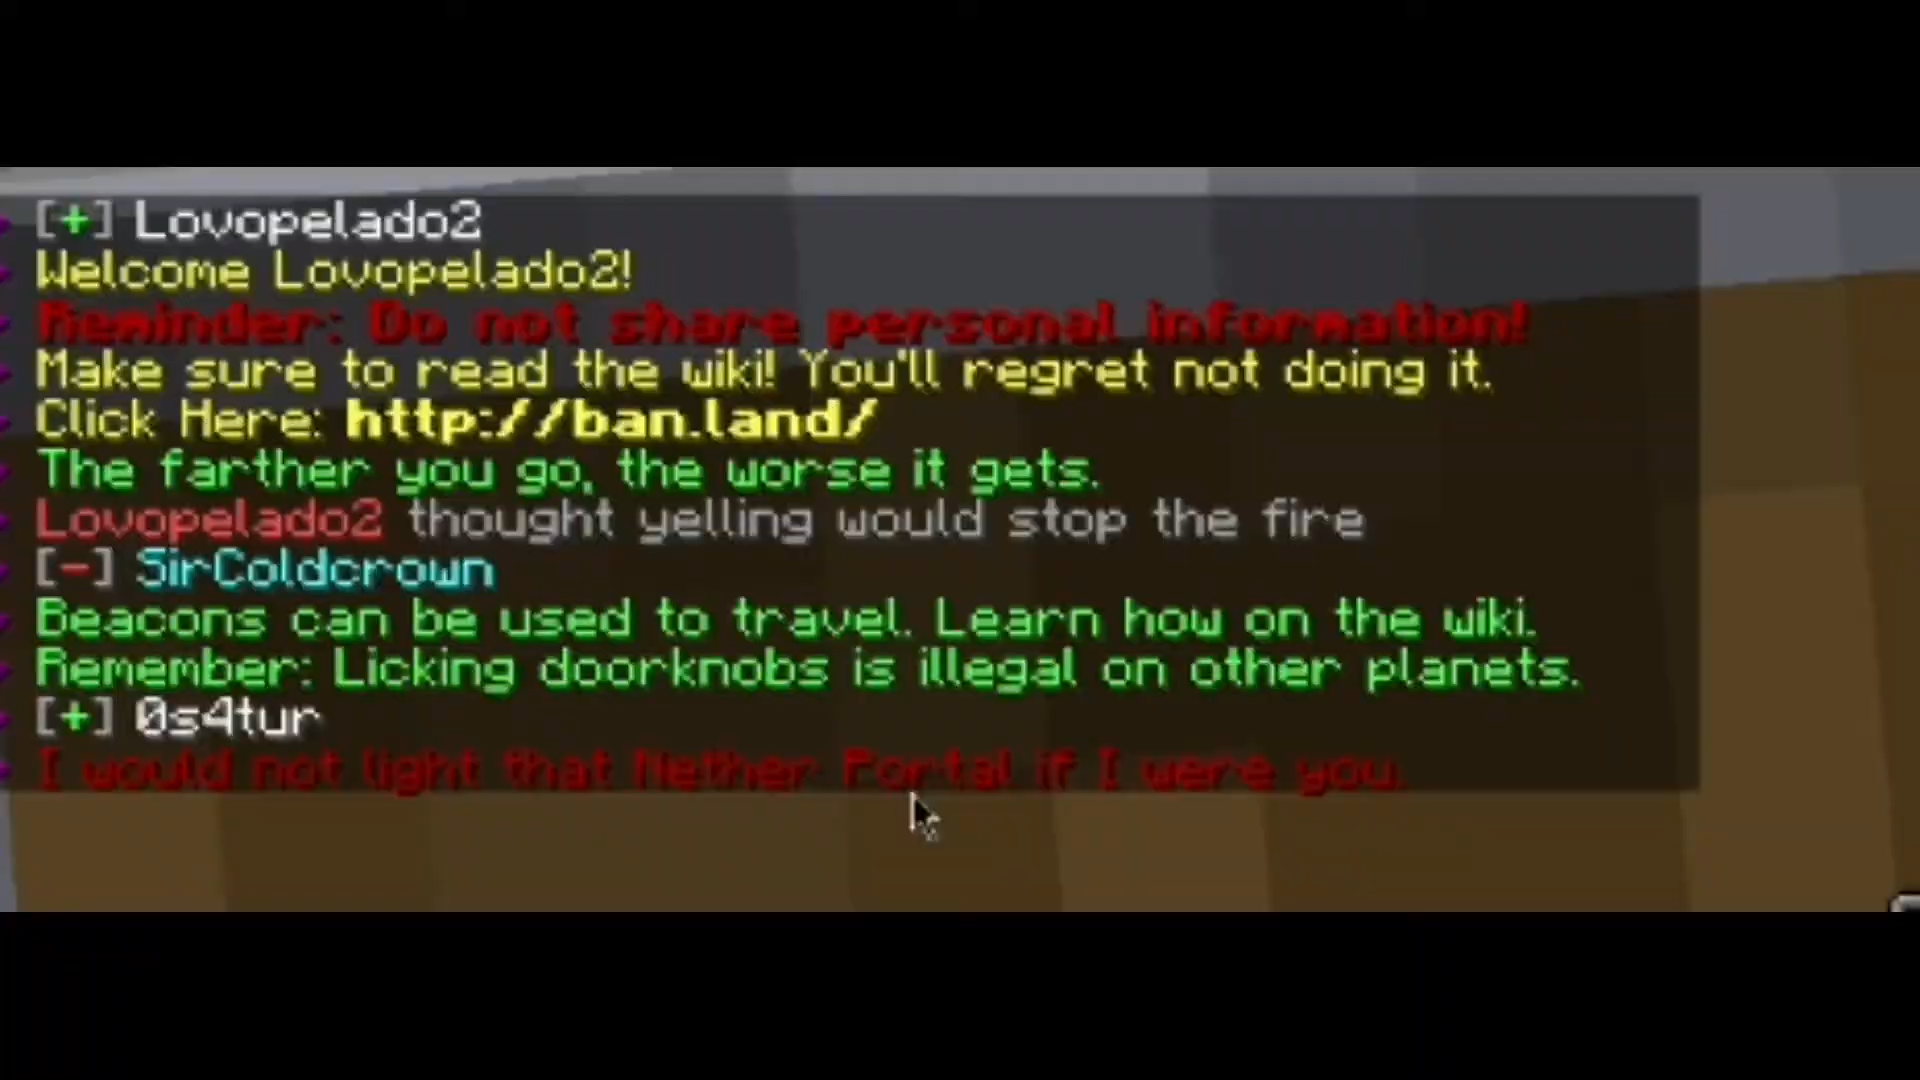 [+] Lovopelado2
Welcome Lovopelado2!
Reminder: Do not share personal information!
Make sure to read the wiki! You'll regret not doing it.
Click Here: http://ban.land/
The farther you go, the worse it gets.
Lovopelado2 thought yelling would stop the fire
[-] SirColdcrown
Beacons can be used to travel. Learn how on the wiki.
Remember: Licking doorknobs is illegal on other planets.
[+] 0s4tur
I would not light that Nether Portal if I were you.